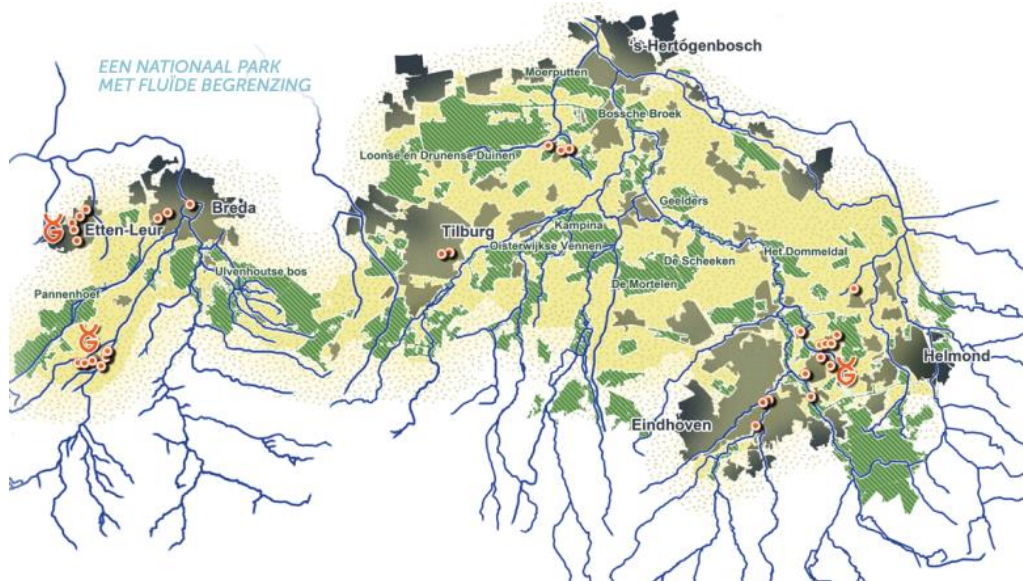 EEN NATIONAAL PARK
MET FLUÏDE BEGRENZING
's-Hertogenbosch
Moerputten
Bossche Broek
Loonse en Drunense Duinen
Breda
Etten-Leur
Geelders
Tilburg
Kampina
Oisterwijkse Vennen
Het Dommeldal
De Scheeken
Ulvenhoutse bos
De Mortelen
Pannenhoef
G
G
G
Helmond
Eindhoven